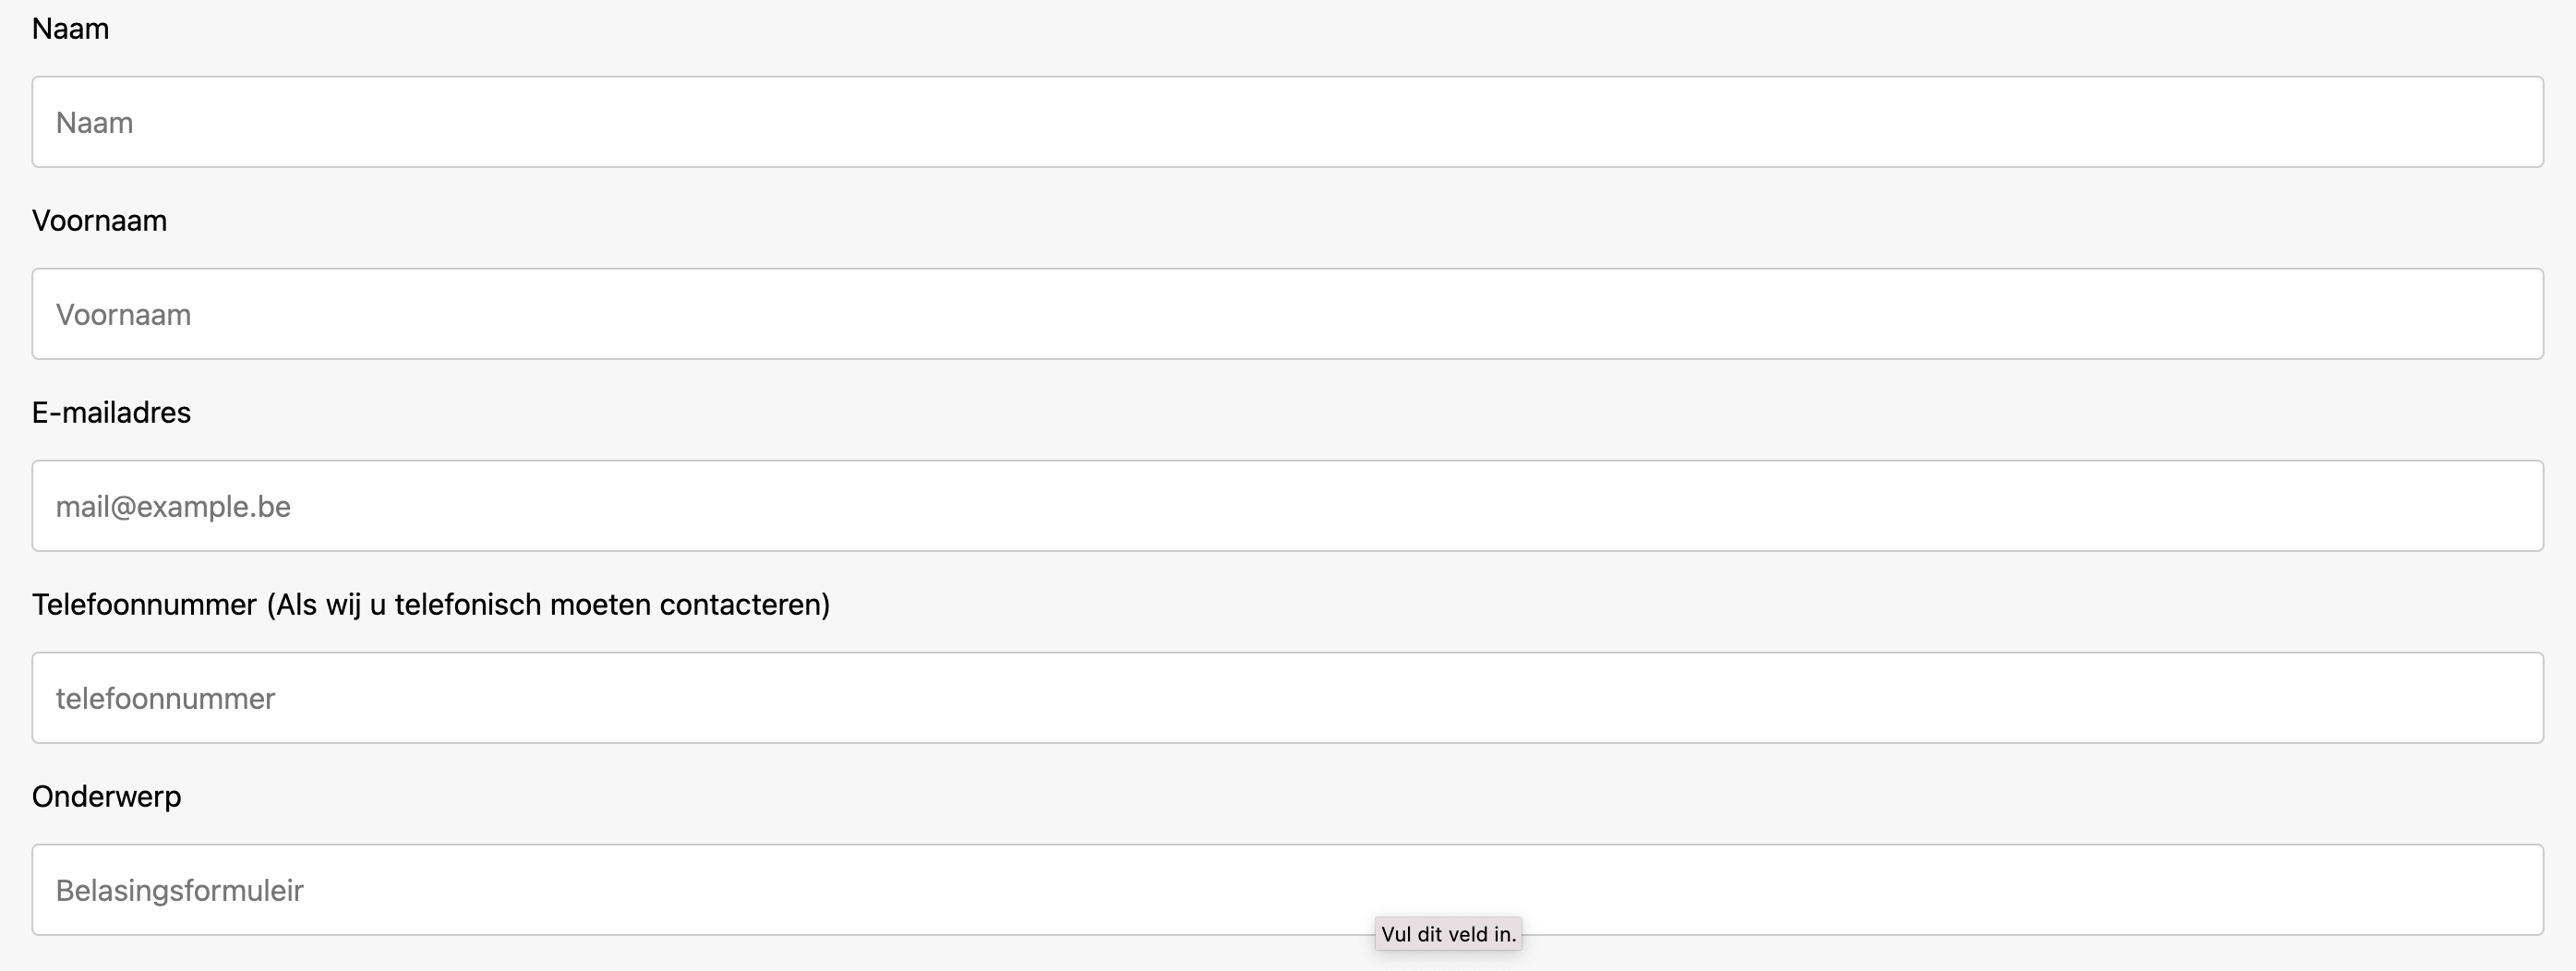 Naam
Naam
Voornaam
Voornaam
E-mailadres
mail@example.be
Telefoonnummer (Als wij u telefonisch moeten contacteren)
telefoonnummer
Onderwerp
Belasingsformuleir
Vul dit veld in.